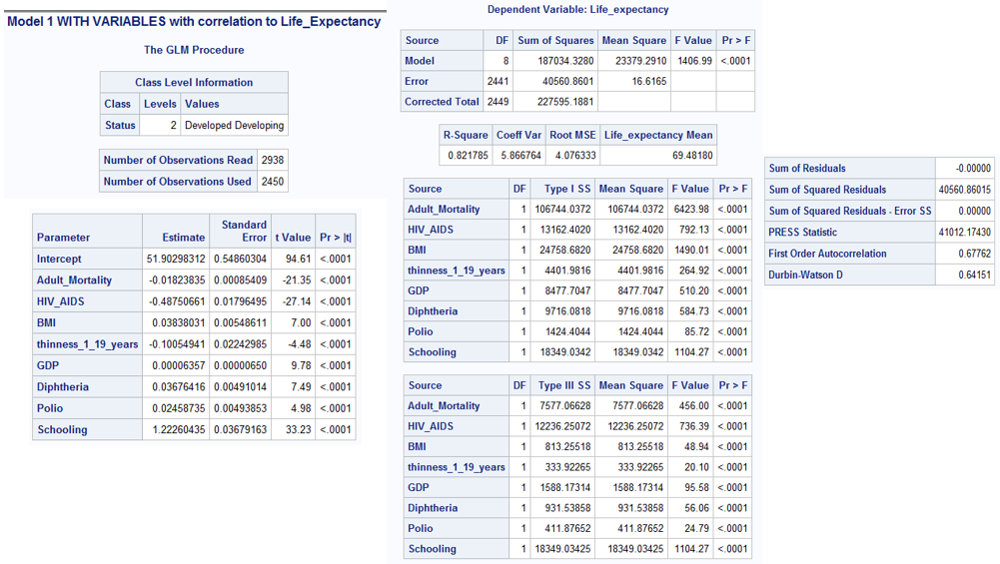 Model 1 WITH VARIABLES with correlation to Life_Expectancy
The GLM Procedure
Class Level Information
Class Levels Values
Status 2 Developed Developing
Number of Observations Read 2938
Number of Observations Used 2450
Parameter Estimate Standard Error t Value Pr > |t|
Intercept 51.90298312 0.54860304 94.61 <.0001
Adult_Mortality -0.01823835 0.00085409 -21.35 <.0001
HIV_AIDS -0.48750661 0.01796495 -27.14 <.0001
BMI 0.03838031 0.00548611 7.00 <.0001
thinness_1_19_years -0.10054941 0.02242985 -4.48 <.0001
GDP 0.00006357 0.00000650 9.78 <.0001
Diphtheria 0.03676416 0.00491014 7.49 <.0001
Polio 0.02458735 0.00493853 4.98 <.0001
Schooling 1.22260435 0.03679163 33.23 <.0001
Dependent Variable: Life_expectancy
Source DF Sum of Squares Mean Square F Value Pr > F
Model 8 187034.3280 23379.2910 1406.99 <.0001
Error 2441 40560.8601 16.6165
Corrected Total 2449 227595.1881
R-Square Coeff Var Root MSE Life_expectancy Mean
0.821785 5.866764 4.076333 69.48180
Source DF Type I SS Mean Square F Value Pr > F
Adult_Mortality 1 106744.0372 106744.0372 6423.98 <.0001
HIV_AIDS 1 13162.4020 13162.4020 792.13 <.0001
BMI 1 24758.6820 24758.6820 1490.01 <.0001
thinness_1_19_years 1 4401.9816 4401.9816 264.92 <.0001
GDP 1 8477.7047 8477.7047 510.20 <.0001
Diphtheria 1 9716.0818 9716.0818 584.73 <.0001
Polio 1 1424.4044 1424.4044 85.72 <.0001
Schooling 1 18349.0342 18349.0342 1104.27 <.0001
Source DF Type III SS Mean Square F Value Pr > F
Adult_Mortality 1 7577.06628 7577.06628 456.00 <.0001
HIV_AIDS 1 12236.25072 12236.25072 736.39 <.0001
BMI 1 813.25518 813.25518 48.94 <.0001
thinness_1_19_years 1 333.92265 333.92265 20.10 <.0001
GDP 1 1588.17314 1588.17314 95.58 <.0001
Diphtheria 1 931.53858 931.53858 56.06 <.0001
Polio 1 411.87652 411.87652 24.79 <.0001
Schooling 1 18349.03425 18349.03425 1104.27 <.0001
Sum of Residuals -0.00000
Sum of Squared Residuals 40560.86015
Sum of Squared Residuals - Error SS 0.00000
PRESS Statistic 41012.17430
First Order Autocorrelation 0.67762
Durbin-Watson D 0.64151